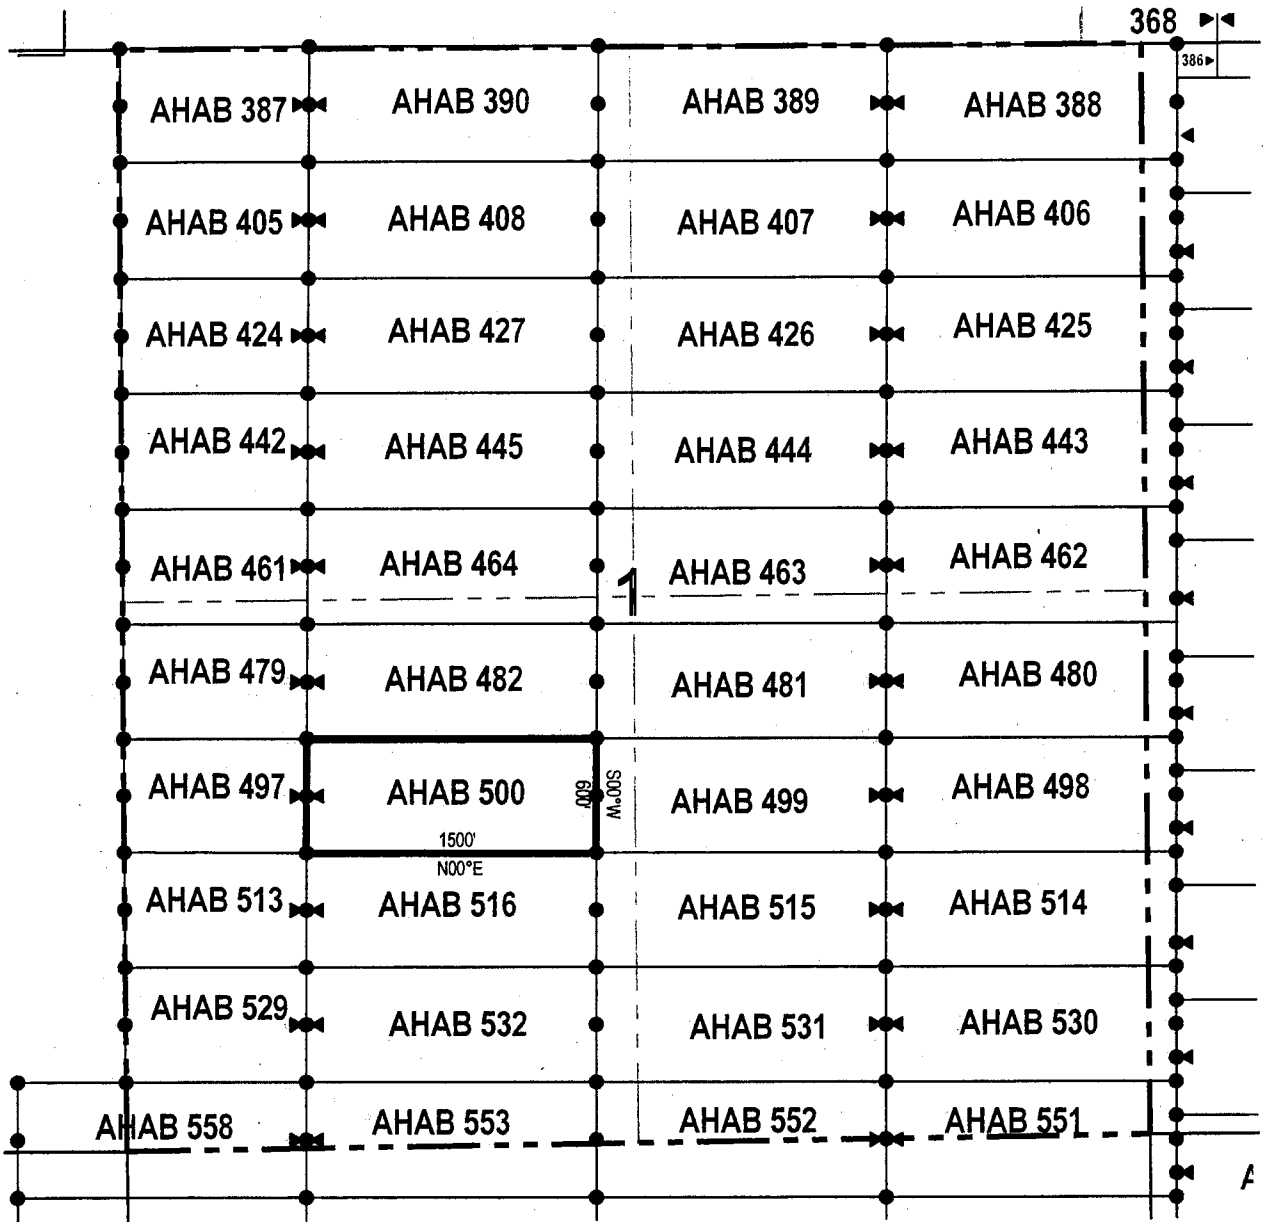 368
386
AHAB 387 AHAB 390 AHAB 389 AHAB 388
AHAB 405 AHAB 408 AHAB 407 AHAB 406
AHAB 424 AHAB 427 AHAB 426 AHAB 425
AHAB 442 AHAB 445 AHAB 444 AHAB 443
AHAB 461 AHAB 464 AHAB 463 AHAB 462
1
AHAB 479 AHAB 482 AHAB 481 AHAB 480
AHAB 497 AHAB 500 600' S00°W AHAB 499 AHAB 498
1500'
N00°E
AHAB 513 AHAB 516 AHAB 515 AHAB 514
AHAB 529 AHAB 532 AHAB 531 AHAB 530
AHAB 558 AHAB 553 AHAB 552 AHAB 551
A